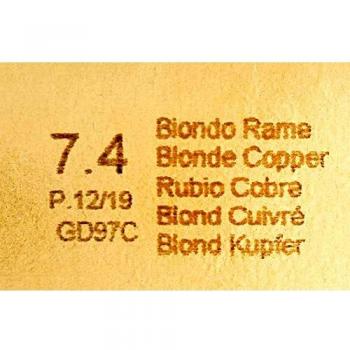 7.4
P.12/19
GD97C
Biondo Rame
Blonde Copper
Rubio Cobre
Blond Cuivré
Blond Kupfer